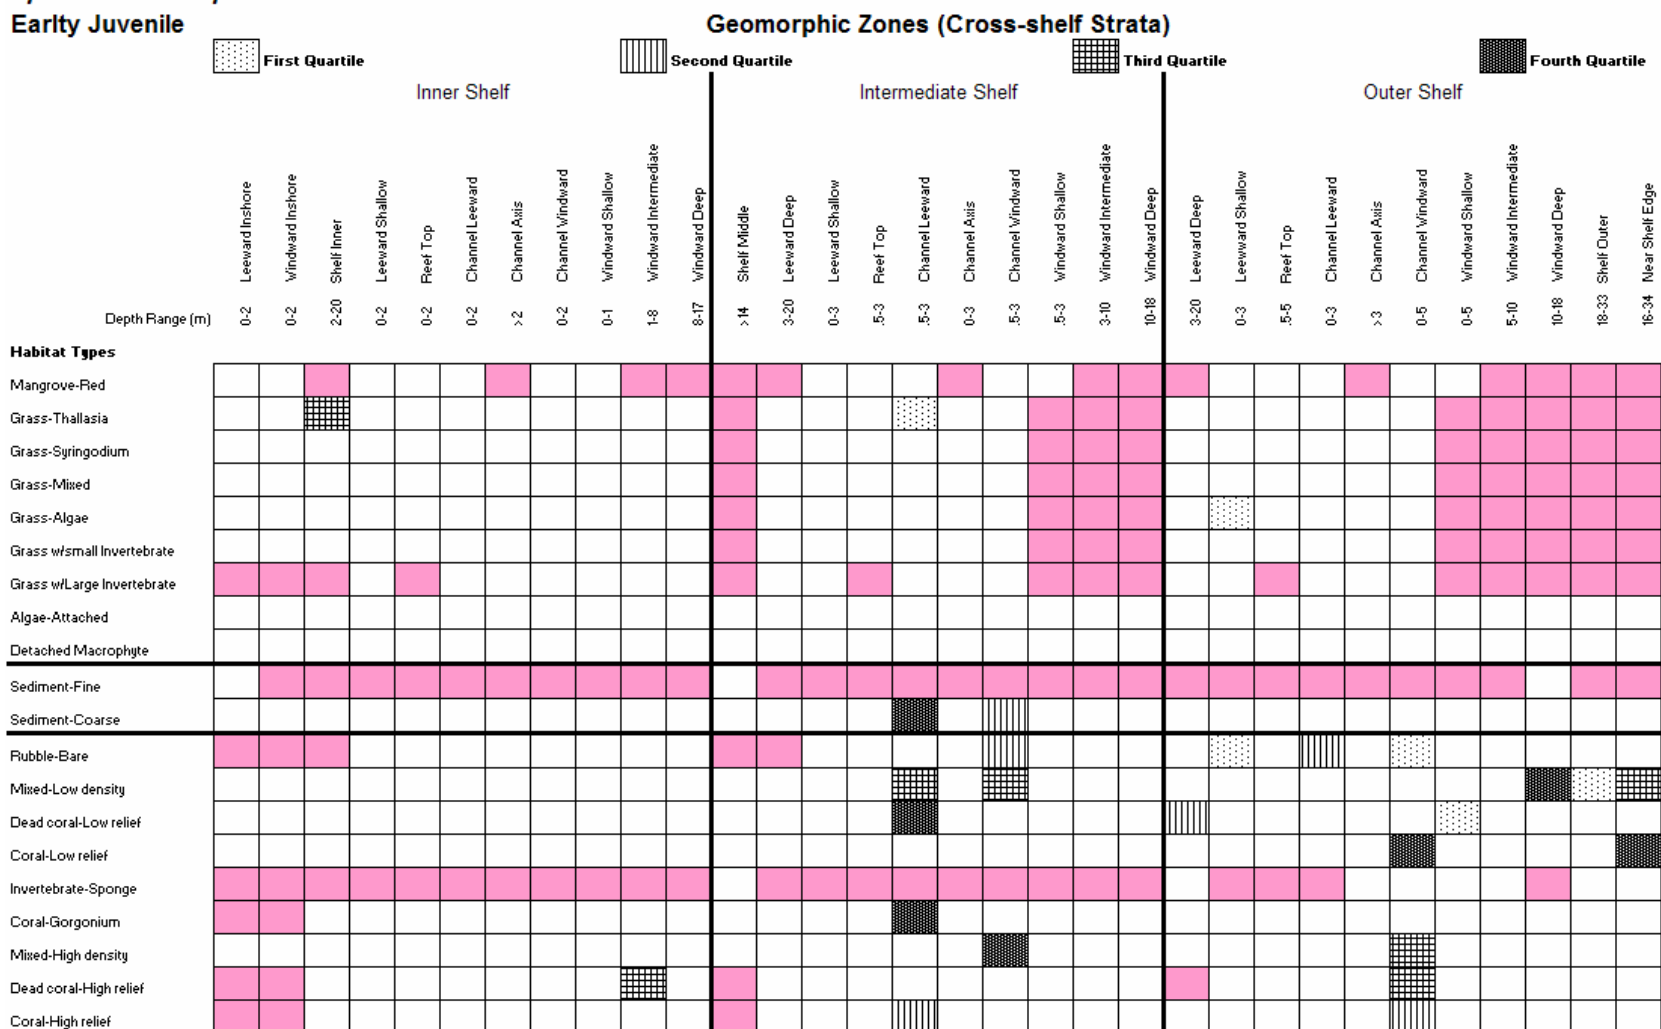 Earlty Juvenile
Geomorphic Zones (Cross-shelf Strata)
First Quartile
Second Quartile
Third Quartile
Fourth Quartile
Inner Shelf
Intermediate Shelf
Outer Shelf
Leeward Inshore
Windward Inshore
Shelf Inner
Leeward Shallow
Reef Top
Channel Leeward
Channel Axis
Channel Windward
Windward Shallow
Windward Intermediate
Windward Deep
Shelf Middle
Leeward Deep
Leeward Shallow
Reef Top
Channel Leeward
Channel Axis
Channel Windward
Windward Shallow
Windward Intermediate
Windward Deep
Leeward Deep
Leeward Shallow
Reef Top
Channel Leeward
Channel Axis
Channel Windward
Windward Shallow
Windward Intermediate
Windward Deep
Shelf Outer
Near Shelf Edge
Depth Range (m) 0-2 0-2 2-20 0-2 0-2 0-2 >2 0-2 0-1 1-8 8-17 >14 3-20 0-3 .5-3 .5-3 0-3 .5-3 .5-3 3-10 10-18 3-20 0-3 .5-5 0-3 >3 0-5 0-5 5-10 10-18 18-33 16-34
Habitat Types
Mangrove-Red
Grass-Thallasia
Grass-Syringodium
Grass-Mixed
Grass-Algae
Grass w/small Invertebrate
Grass w/Large Invertebrate
Algae-Attached
Detached Macrophyte
Sediment-Fine
Sediment-Coarse
Rubble-Bare
Mixed-Low density
Dead coral-Low relief
Coral-Low relief
Invertebrate-Sponge
Coral-Gorgonium
Mixed-High density
Dead coral-High relief
Coral-High relief